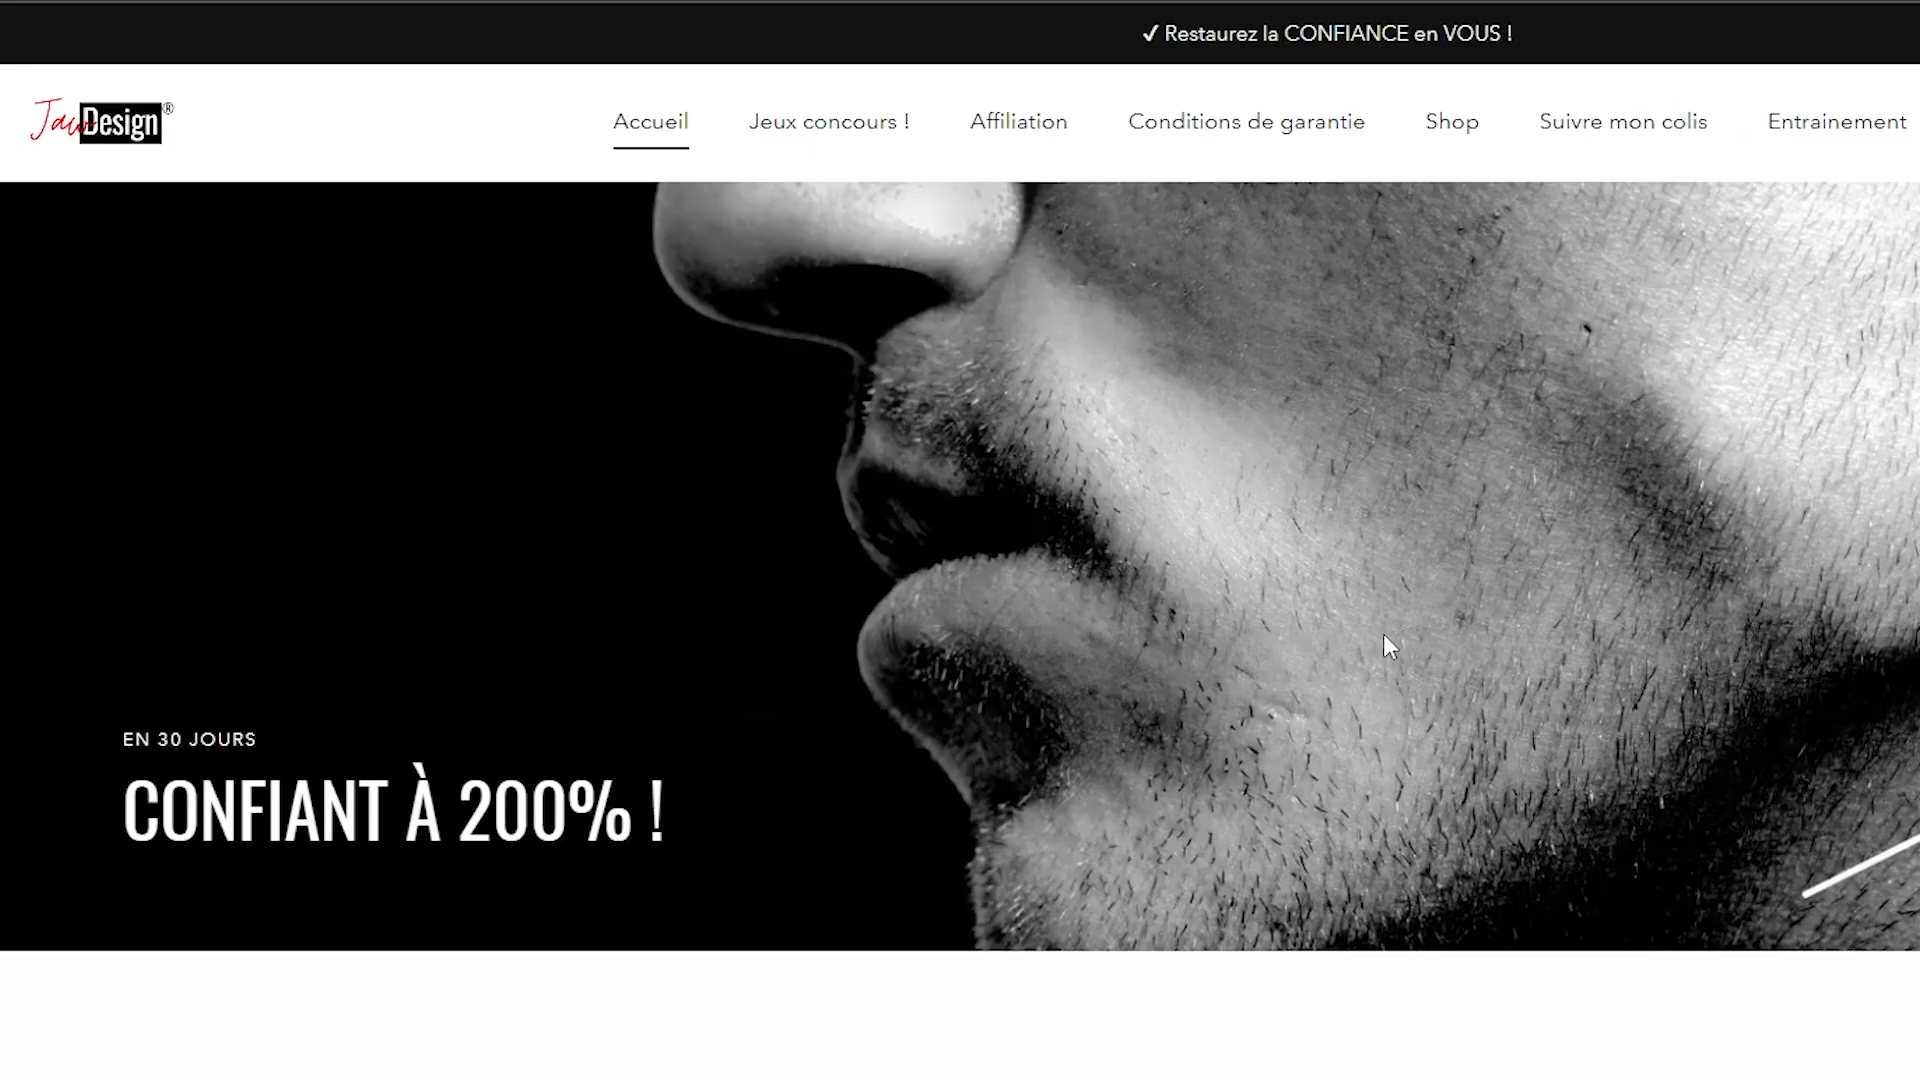 ✓ Restaurez la CONFIANCE en VOUS !
JawDesign®
Accueil Jeux concours ! Affiliation Conditions de garantie Shop Suivre mon colis Entrainement
EN 30 JOURS
CONFIANT À 200% !